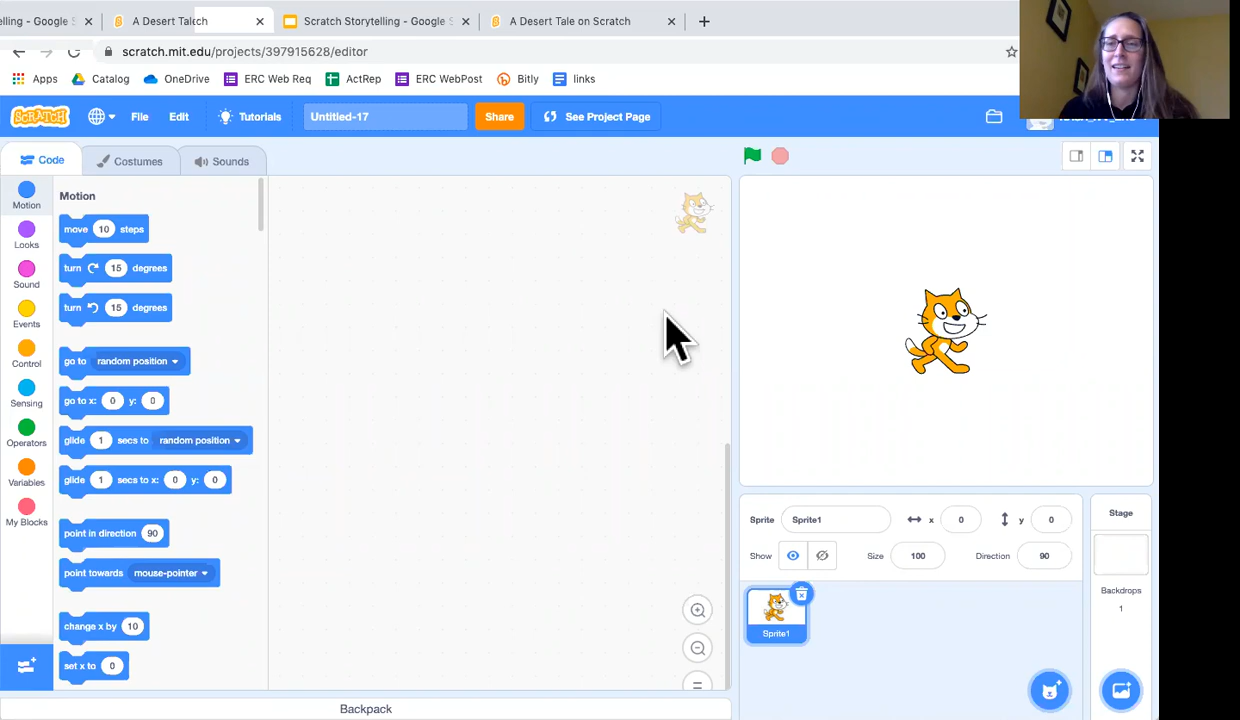 elling - Google S
A Desert Talech
Scratch Storytelling - Google S
A Desert Tale on Scratch
scratch.mit.edu/projects/397915628/editor
Apps
Catalog
OneDrive
ERC Web Req
ActRep
ERC WebPost
Bitly
links
SCRATCH
File
Edit
Tutorials
Untitled-17
Share
See Project Page
Code
Costumes
Sounds
Motion
Looks
Sound
Events
Control
Sensing
Operators
Variables
My Blocks
Motion
move 10 steps
turn 15 degrees
turn 15 degrees
go to random position
go to x: 0 y: 0
glide 1 secs to random position
glide 1 secs to x: 0 y: 0
point in direction 90
point towards mouse-pointer
change x by 10
set x to 0
Backpack
Sprite Sprite1 x 0 y 0
Show Size 100 Direction 90
Sprite1
Stage
Backdrops
1